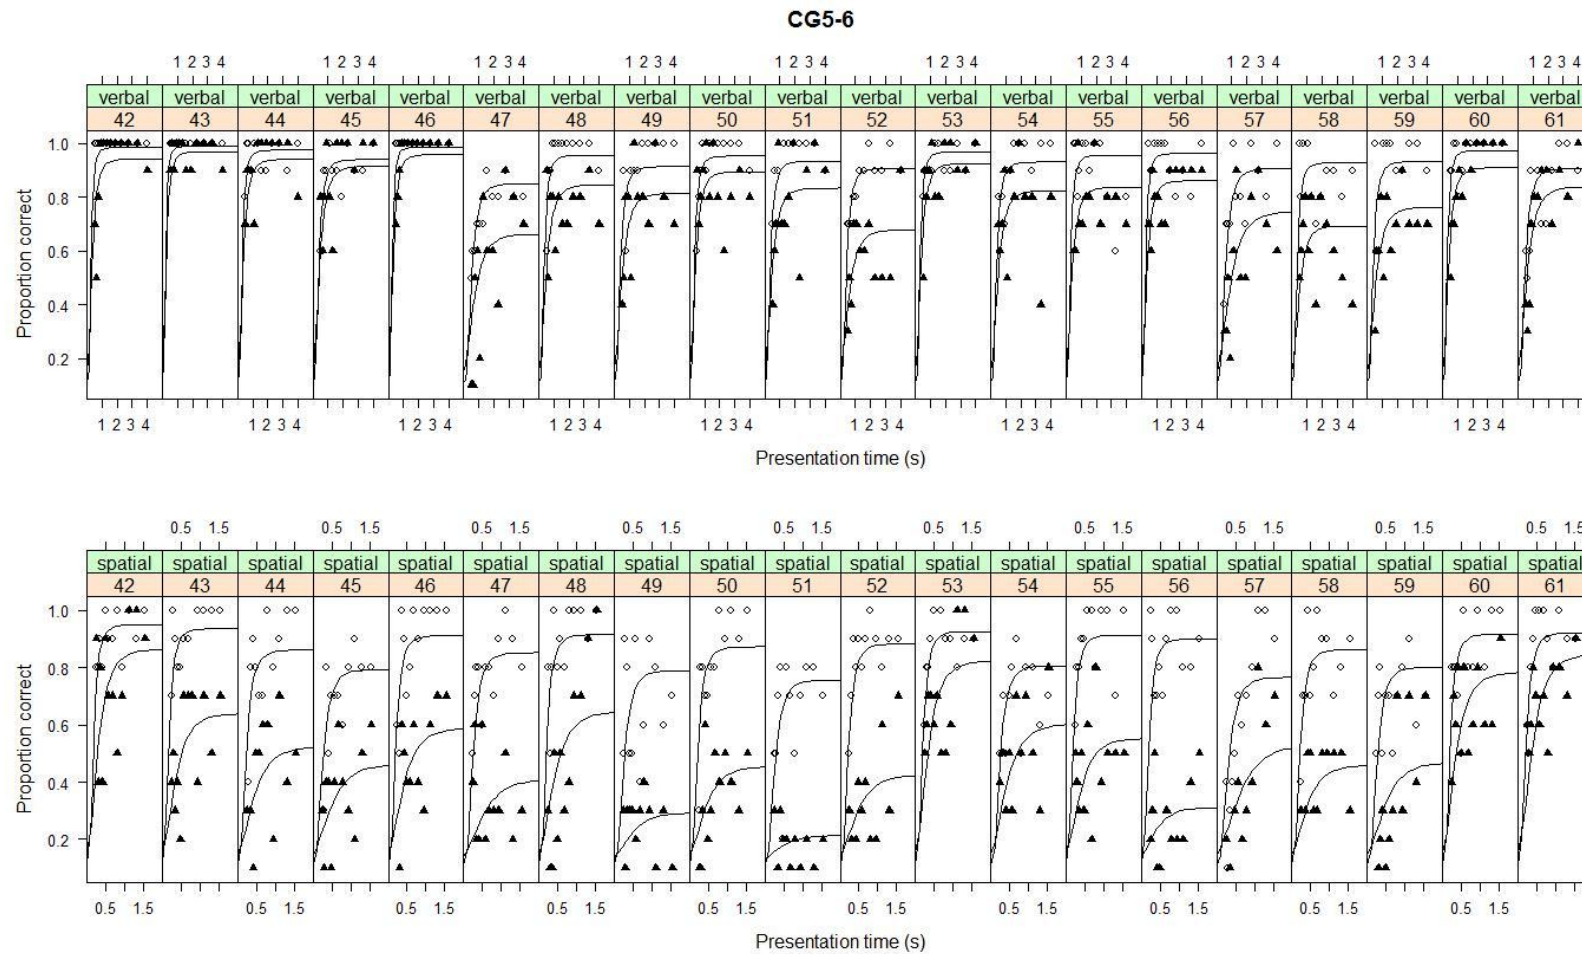 CG5-6
1 2 3 4 1 2 3 4 1 2 3 4 1 2 3 4 1 2 3 4 1 2 3 4 1 2 3 4 1 2 3 4 1 2 3 4 1 2 3 4
verbal verbal verbal verbal verbal verbal verbal verbal verbal verbal verbal verbal verbal verbal verbal verbal verbal verbal verbal verbal
42 43 44 45 46 47 48 49 50 51 52 53 54 55 56 57 58 59 60 61
1.0
0.8
0.6
0.4
0.2
Proportion correct
1 2 3 4 1 2 3 4 1 2 3 4 1 2 3 4 1 2 3 4 1 2 3 4 1 2 3 4 1 2 3 4 1 2 3 4 1 2 3 4
Presentation time (s)
0.5 1.5 0.5 1.5 0.5 1.5 0.5 1.5 0.5 1.5 0.5 1.5 0.5 1.5 0.5 1.5 0.5 1.5 0.5 1.5
spatial spatial spatial spatial spatial spatial spatial spatial spatial spatial spatial spatial spatial spatial spatial spatial spatial spatial spatial spatial
42 43 44 45 46 47 48 49 50 51 52 53 54 55 56 57 58 59 60 61
1.0
0.8
0.6
0.4
0.2
Proportion correct
0.5 1.5 0.5 1.5 0.5 1.5 0.5 1.5 0.5 1.5 0.5 1.5 0.5 1.5 0.5 1.5 0.5 1.5 0.5 1.5
Presentation time (s)